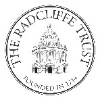 THE RADCLIFFE TRUST
FOUNDED IN 1714